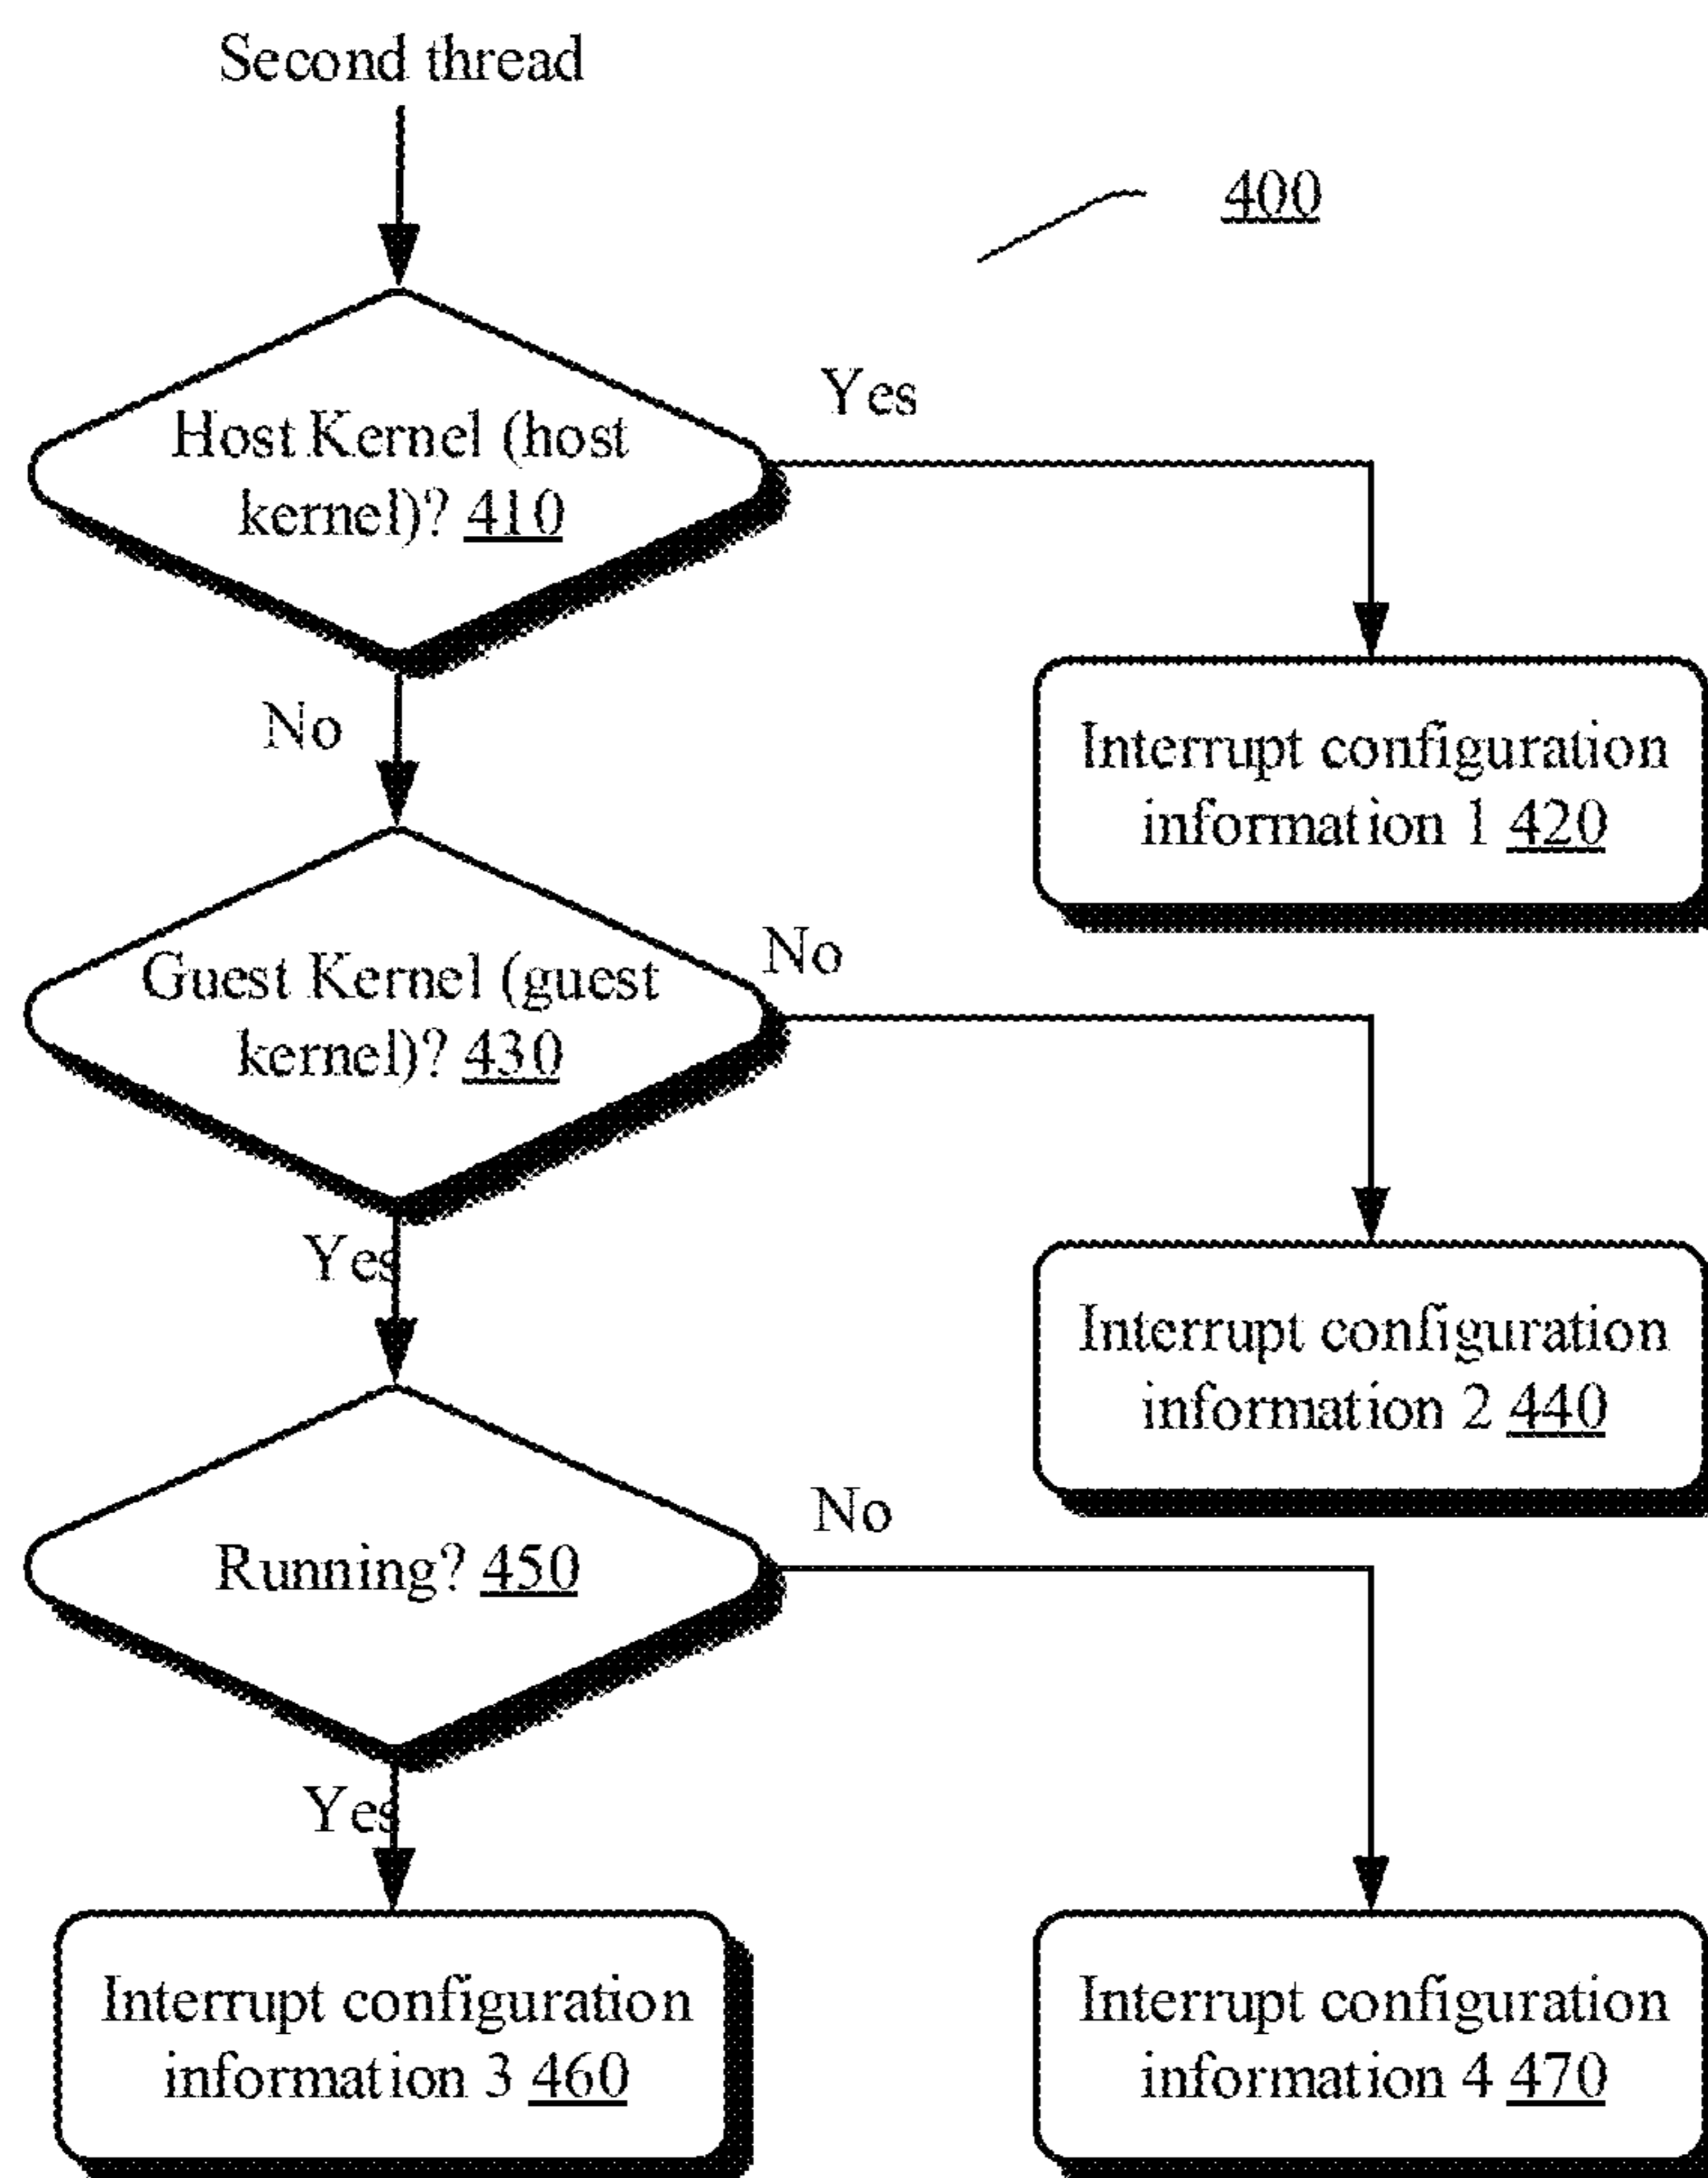 Second thread
400
Host Kernel (host
kernel)? 410
Yes
No
Interrupt configuration
information 1 420
Guest Kernel (guest
kernel)? 430
No
Yes
Interrupt configuration
information 2 440
Running? 450
No
Yes
Interrupt configuration
information 3 460
Interrupt configuration
information 4 470